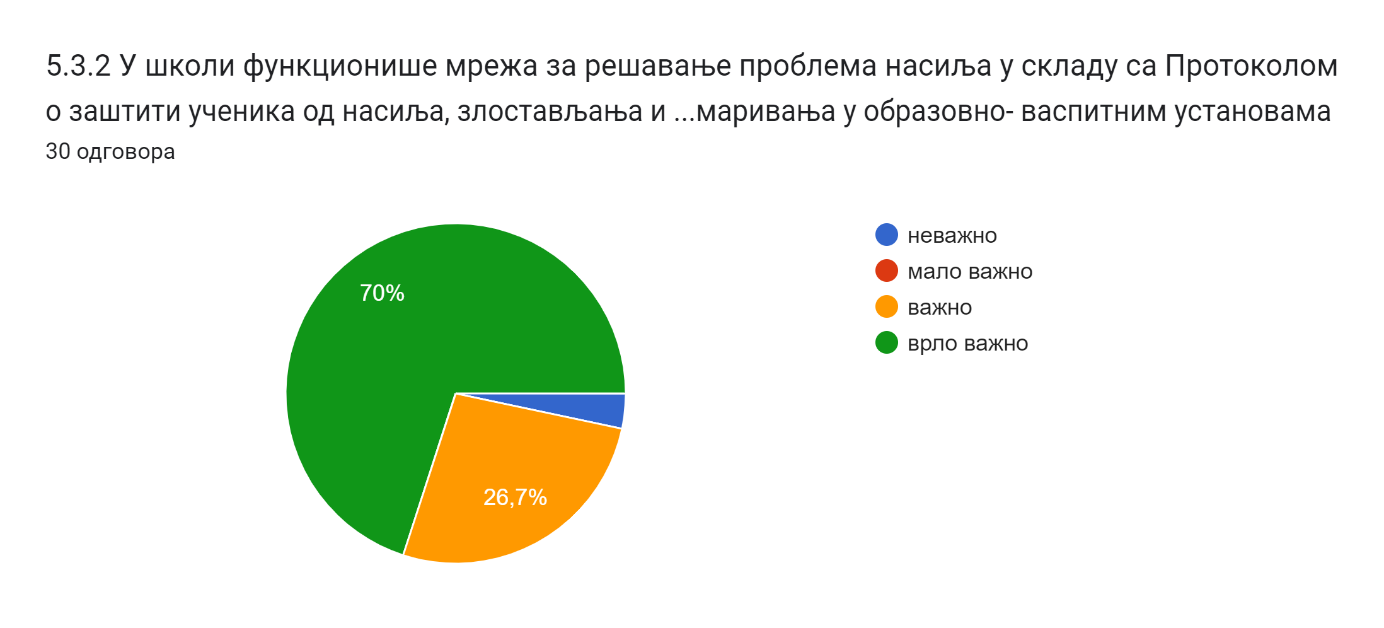 5.3.2 У школи функционише мрежа за решавање проблема насиља у складу са Протоколом
о заштити ученика од насиља, злостављања и ...маривања у образовно- васпитним установама
30 одговора
неважно
мало важно
важно
врло важно
70%
26,7%